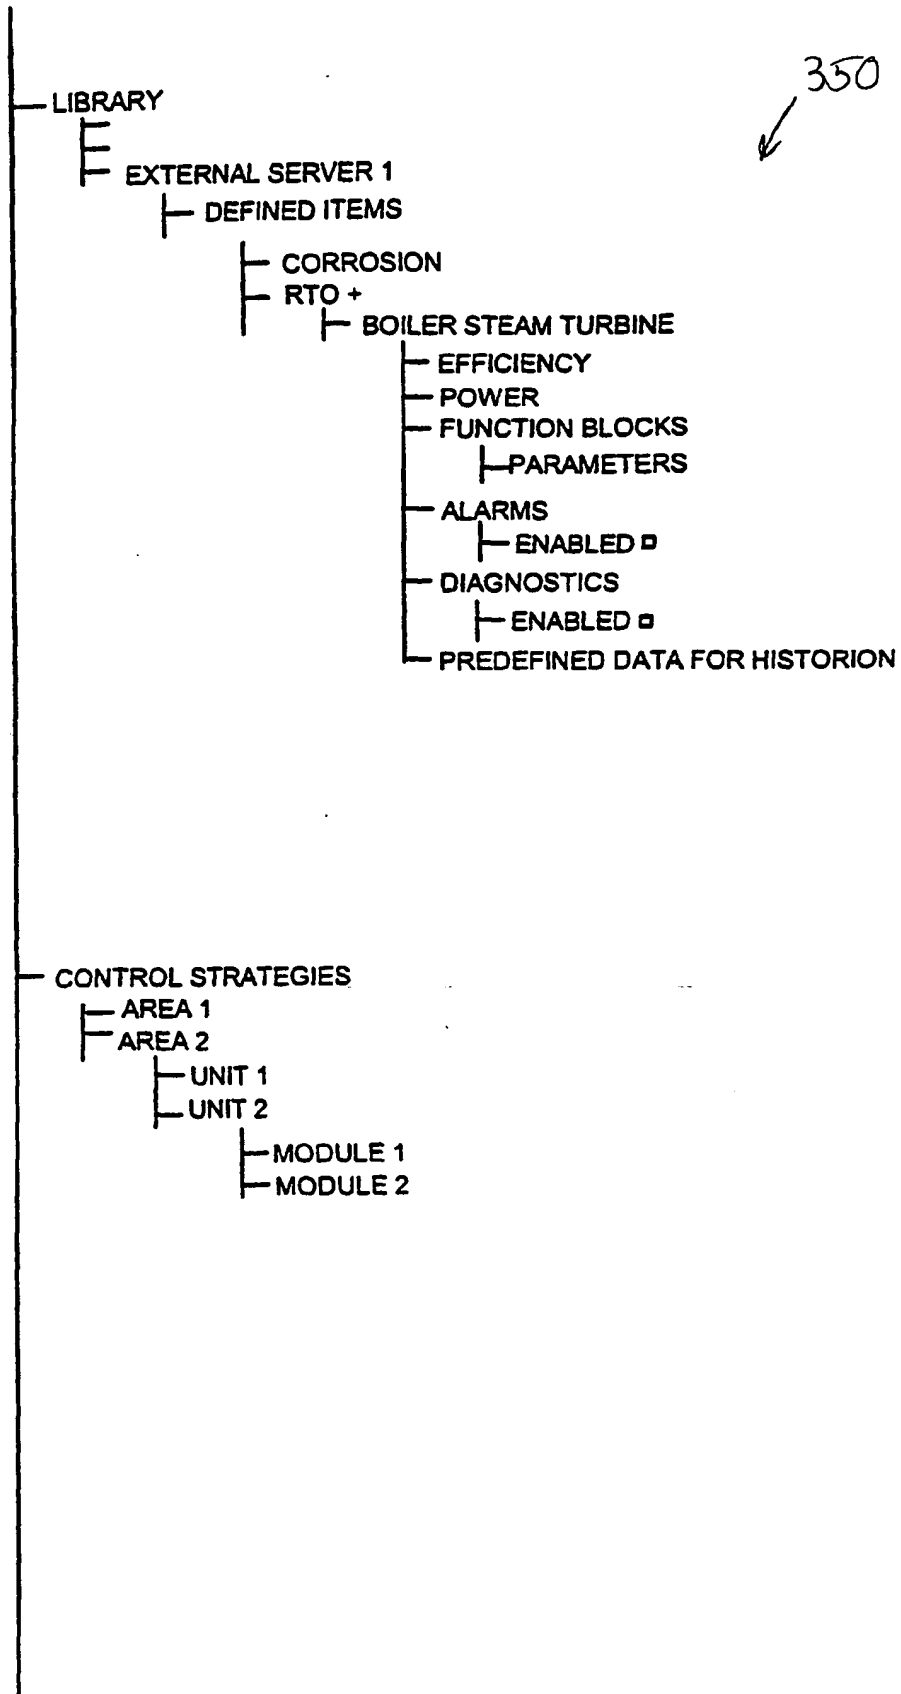 350
LIBRARY
EXTERNAL SERVER 1
DEFINED ITEMS
CORROSION
RTO +
BOILER STEAM TURBINE
EFFICIENCY
POWER
FUNCTION BLOCKS
PARAMETERS
ALARMS
ENABLED
DIAGNOSTICS
ENABLED
PREDEFINED DATA FOR HISTORION
CONTROL STRATEGIES
AREA 1
AREA 2
UNIT 1
UNIT 2
MODULE 1
MODULE 2